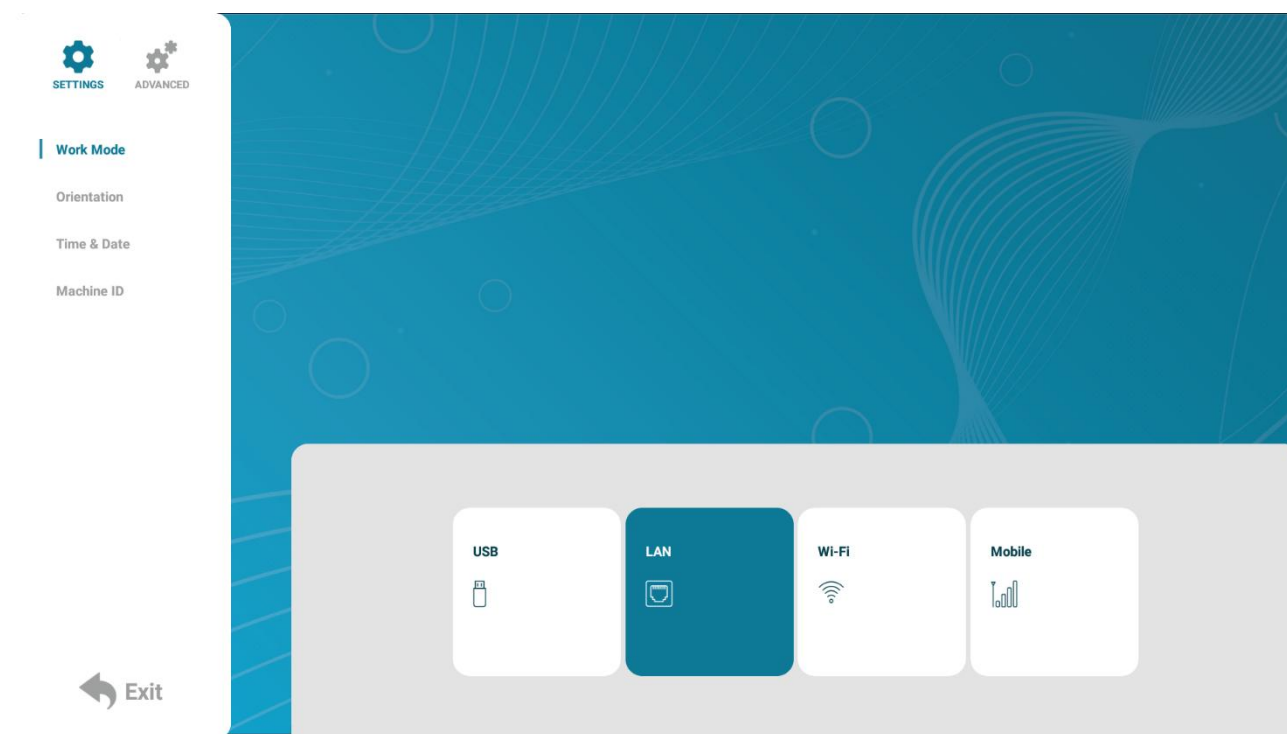 SETTINGS
ADVANCED
Work Mode
Orientation
Time & Date
Machine ID
USB
LAN
Wi-Fi
Mobile
Exit